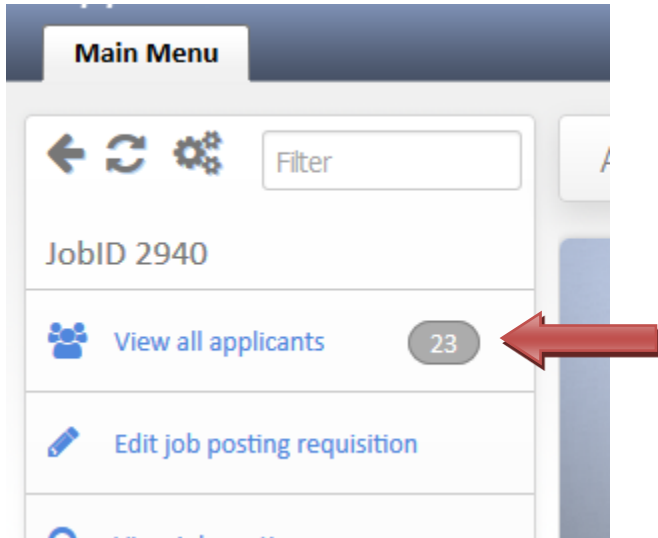 Main Menu
Filter
JobID 2940
View all applicants 23
Edit job posting requisition